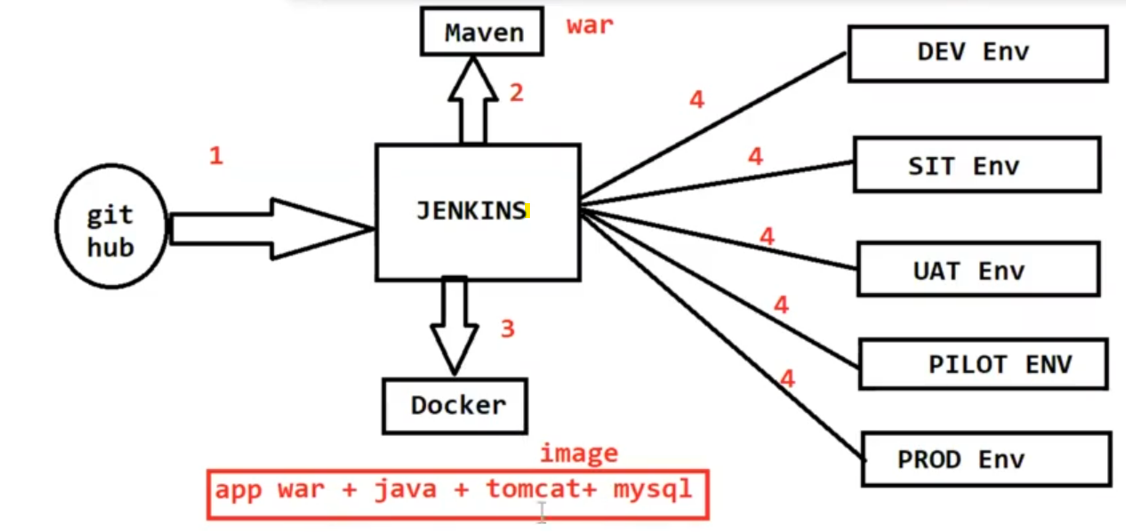 Maven
war
DEV Env
2
4
1
4
SIT Env
git
hub
JENKINS
4
UAT Env
4
3
PILOT ENV
4
Docker
image
PROD Env
app war + java + tomcat+ mysql